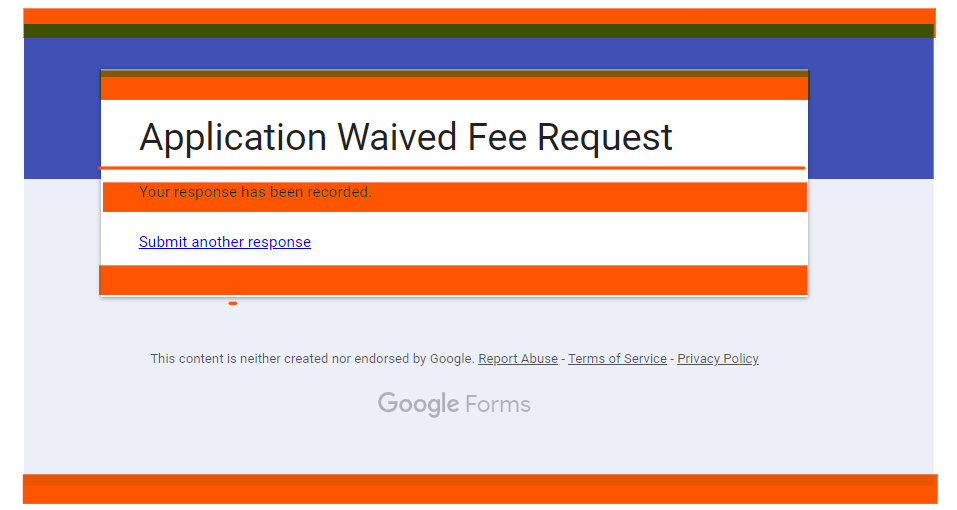 Application Waived Fee Request
Your response has been recorded.
Submit another response
This content is neither created nor endorsed by Google. Report Abuse - Terms of Service - Privacy Policy
Google Forms